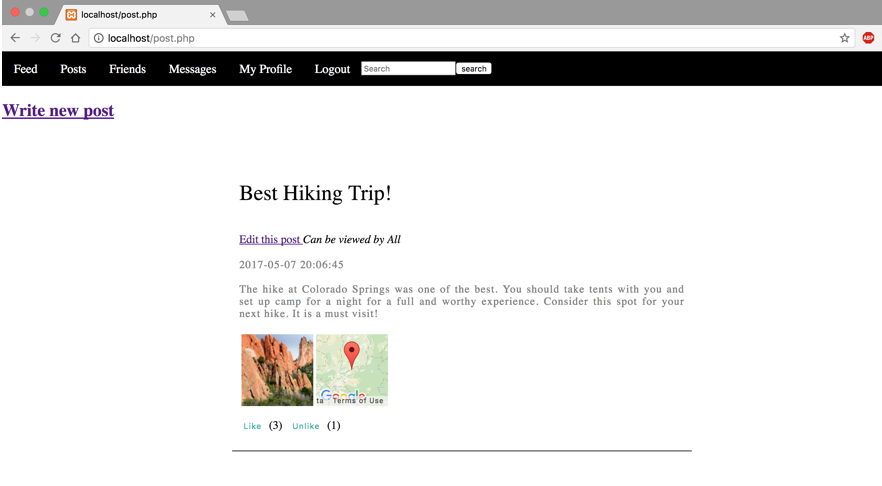 localhost/post.php
localhost/post.php
ABP
Feed Posts Friends Messages My Profile Logout Search search
Write new post
Best Hiking Trip!
Edit this post Can be viewed by All
2017-05-07 20:06:45
The hike at Colorado Springs was one of the best. You should take tents with you and
set up camp for a night for a full and worthy experience. Consider this spot for your
next hike. It is a must visit!
Google
ta Terms of Use
Like (3) Unlike (1)